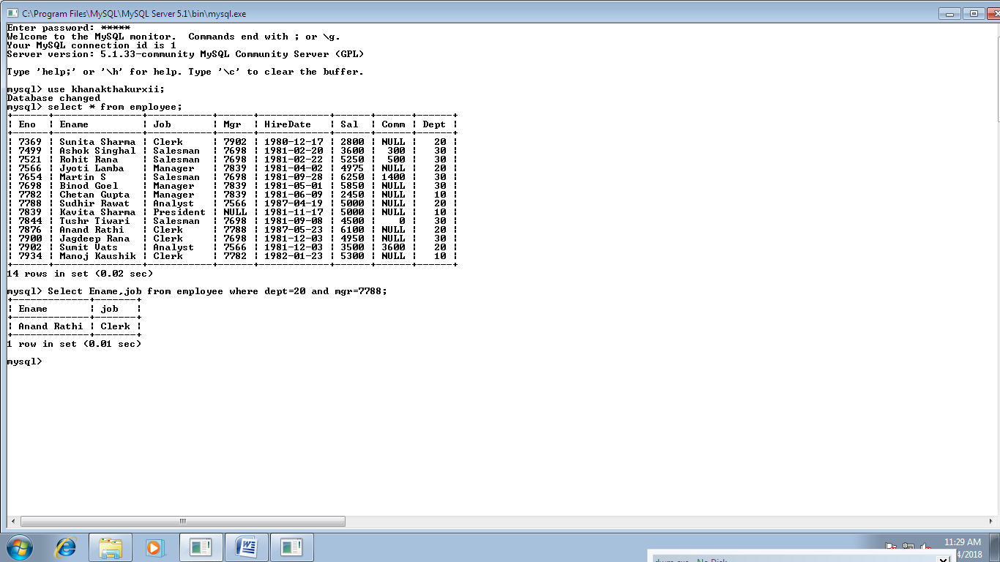 C:\Program Files\MySQL\MySQL Server 5.1\bin\mysql.exe
Enter password: *****
Welcome to the MySQL monitor.  Commands end with ; or \g.
Your MySQL connection id is 1
Server version: 5.1.33-community MySQL Community Server (GPL)
Type 'help;' or '\h' for help. Type '\c' to clear the buffer.
mysql> use khanakthakurxii;
Database changed
mysql> select * from employee;
+------+---------------+-----------+------+------------+------+------+------+
| Eno  | Ename         | Job       | Mgr  | HireDate   | Sal  | Comm | Dept |
+------+---------------+-----------+------+------------+------+------+------+
| 7369 | Sunita Sharma | Clerk     | 7902 | 1980-12-17 | 2800 | NULL |   20 |
| 7499 | Ashok Singhal | Salesman  | 7698 | 1981-02-20 | 3600 |  300 |   30 |
| 7521 | Rohit Rana    | Salesman  | 7698 | 1981-02-22 | 5250 |  500 |   30 |
| 7566 | Jyoti Lamba   | Manager   | 7839 | 1981-04-02 | 4975 | NULL |   20 |
| 7654 | Martin S      | Salesman  | 7698 | 1981-09-28 | 6250 | 1400 |   30 |
| 7698 | Binod Goel    | Manager   | 7839 | 1981-05-01 | 5850 | NULL |   30 |
| 7782 | Chetan Gupta  | Manager   | 7839 | 1981-06-09 | 2450 | NULL |   10 |
| 7788 | Sudhir Rawat  | Analyst   | 7566 | 1987-04-19 | 5000 | NULL |   20 |
| 7839 | Kavita Sharma | President | NULL | 1981-11-17 | 5000 | NULL |   10 |
| 7844 | Tushr Tiwari  | Salesman  | 7698 | 1981-09-08 | 4500 |    0 |   30 |
| 7876 | Anand Rathi   | Clerk     | 7788 | 1987-05-23 | 6100 | NULL |   20 |
| 7900 | Jagdeep Rana  | Clerk     | 7698 | 1981-12-03 | 4950 | NULL |   30 |
| 7902 | Sumit Vats    | Analyst   | 7566 | 1981-12-03 | 3500 | 3600 |   20 |
| 7934 | Manoj Kaushik | Clerk     | 7782 | 1982-01-23 | 5300 | NULL |   10 |
+------+---------------+-----------+------+------------+------+------+------+
14 rows in set (0.02 sec)
mysql> Select Ename,job from employee where dept=20 and mgr=7788;
+-------------+-------+
| Ename       | job   |
+-------------+-------+
| Anand Rathi | Clerk |
+-------------+-------+
1 row in set (0.01 sec)
mysql>
11:29 AM
4/2018
No Disk